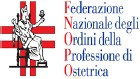 Federazione
Nazionale degli
Ordini della
Professione di
Ostetrica